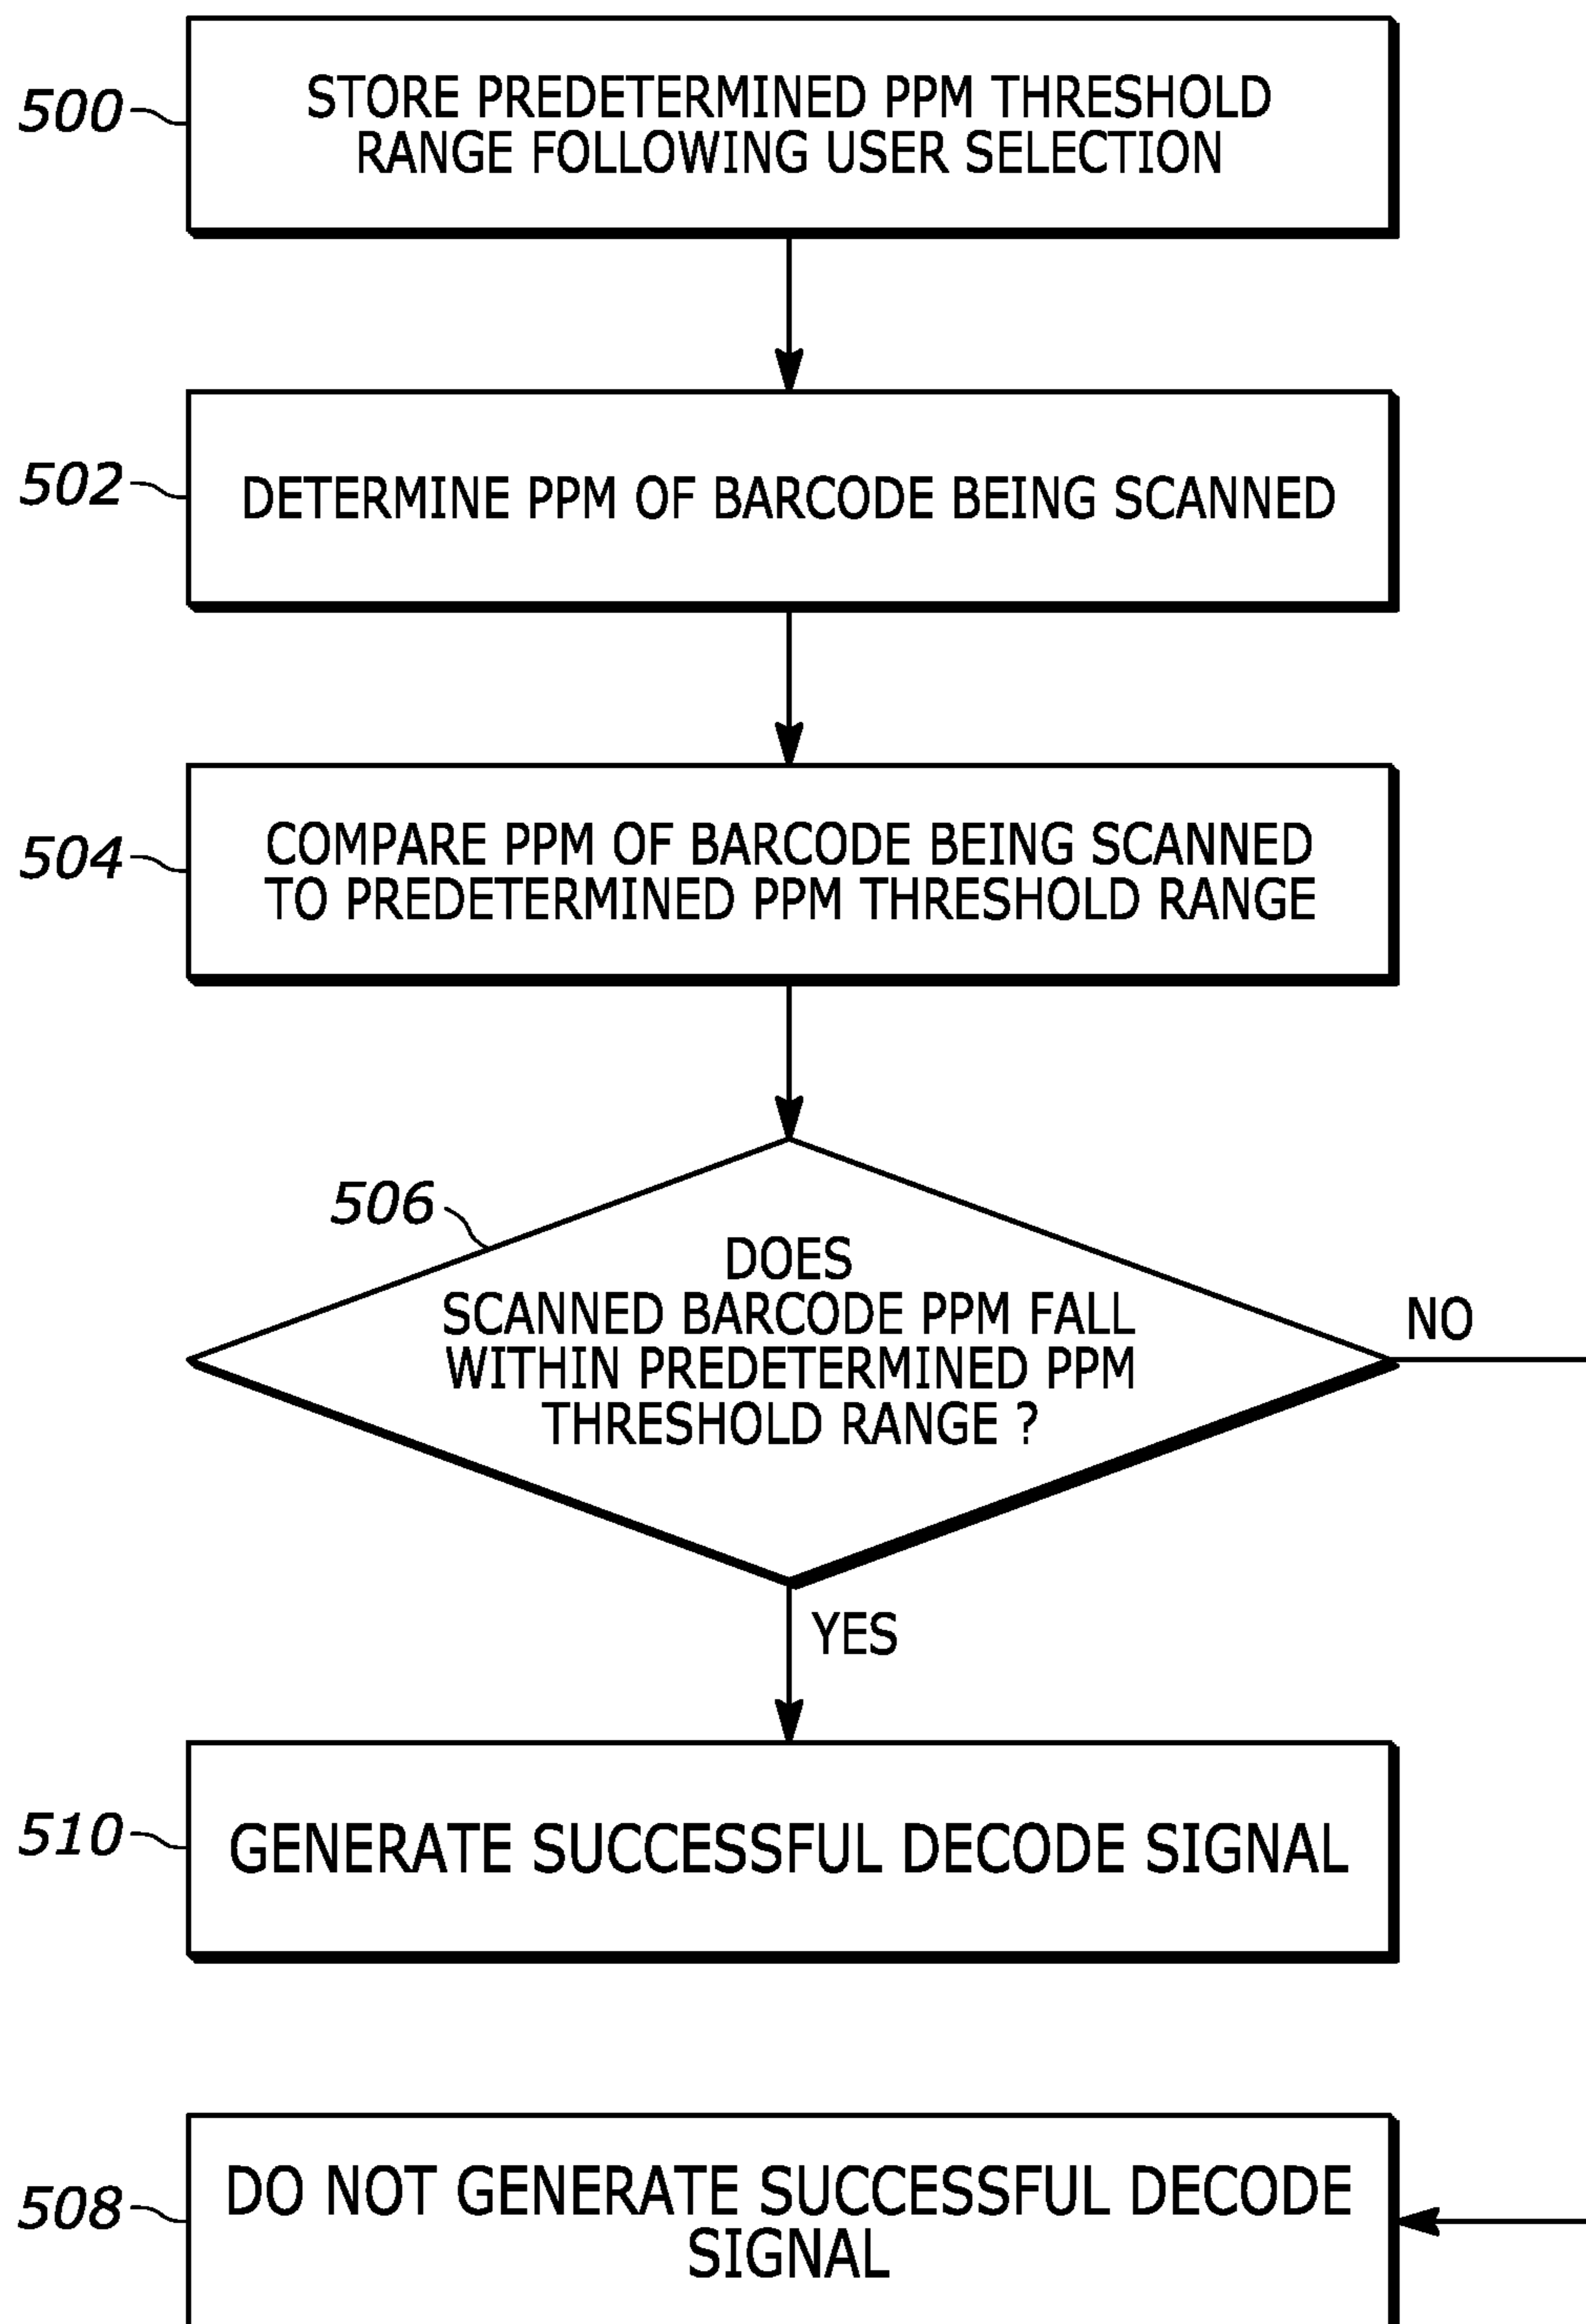 500
STORE PREDETERMINED PPM THRESHOLD
RANGE FOLLOWING USER SELECTION
502
DETERMINE PPM OF BARCODE BEING SCANNED
504
COMPARE PPM OF BARCODE BEING SCANNED
TO PREDETERMINED PPM THRESHOLD RANGE
506
DOES
SCANNED BARCODE PPM FALL
WITHIN PREDETERMINED PPM
THRESHOLD RANGE ?
NO
YES
510
GENERATE SUCCESSFUL DECODE SIGNAL
508
DO NOT GENERATE SUCCESSFUL DECODE
SIGNAL